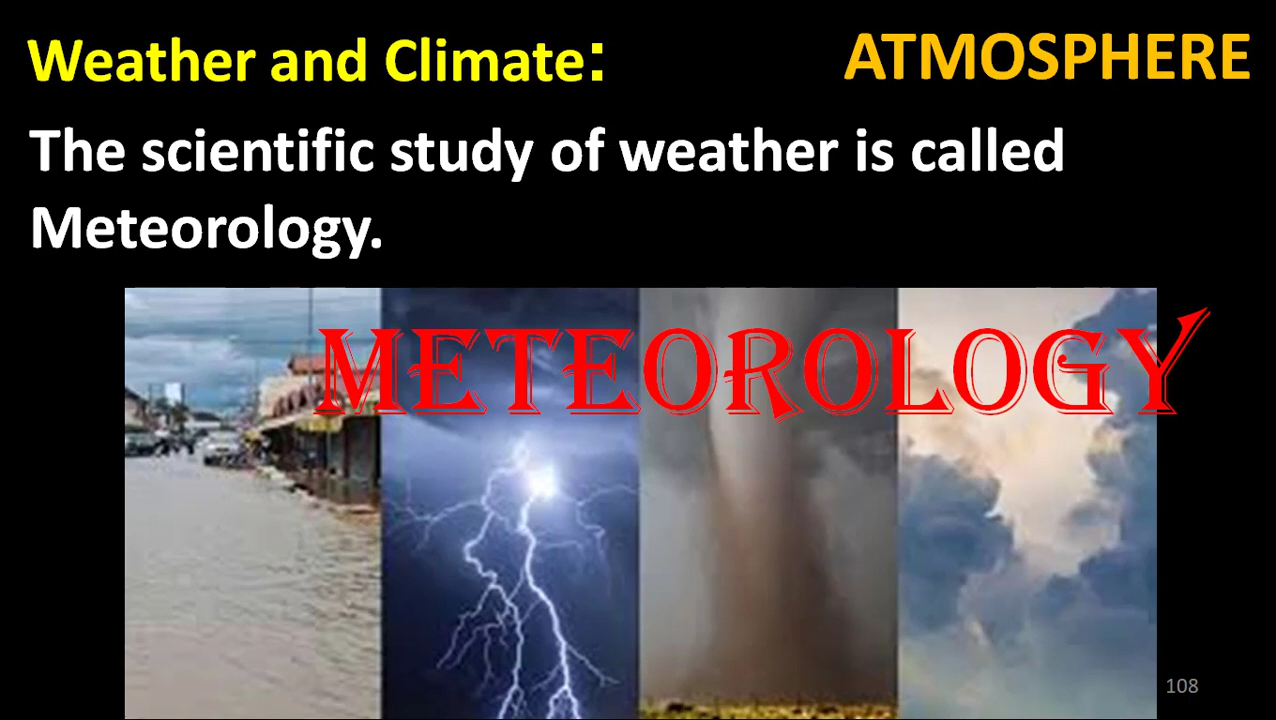 Weather and Climate:
ATMOSPHERE
The scientific study of weather is called
Meteorology.
METEOROLOGY
108